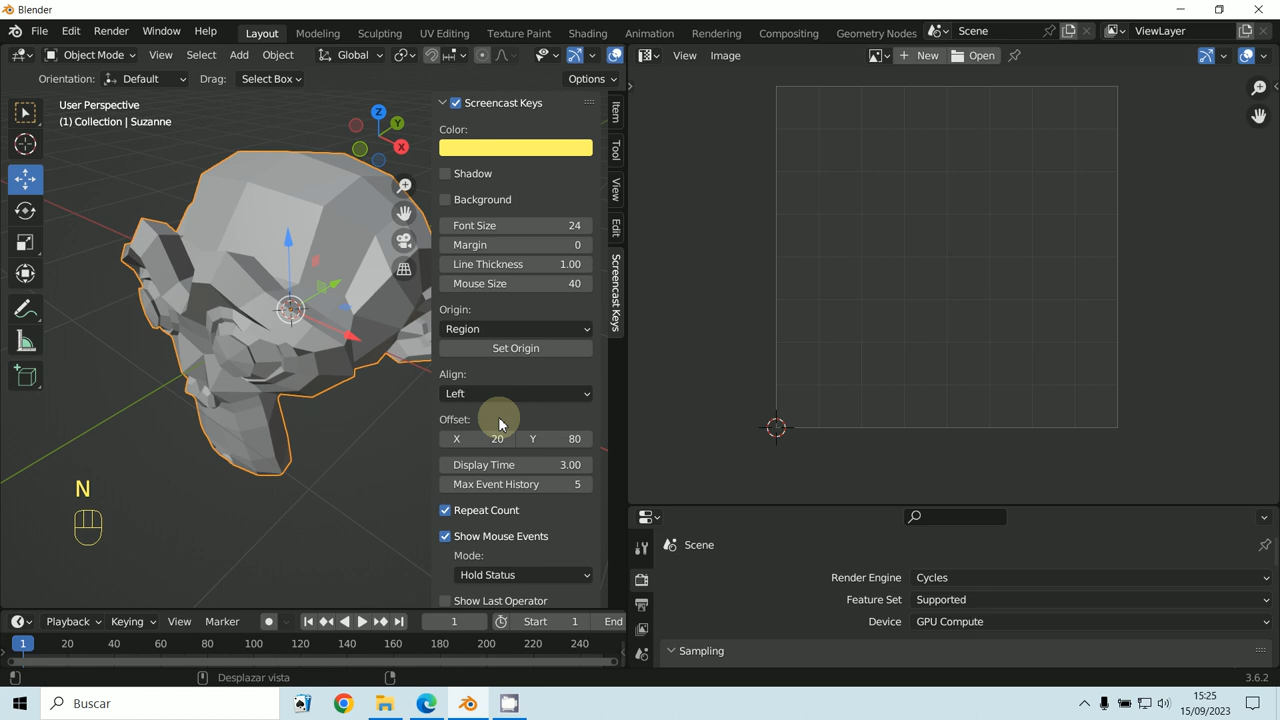 Blender
File Edit Render Window Help Layout Modeling Sculpting UV Editing Texture Paint Shading Animation Rendering Compositing Geometry Nodes Scene ViewLayer
Object Mode View Select Add Object Global View Image New Open
Orientation: Default Drag: Select Box Options
User Perspective
(1) Collection | Suzanne
Z
Y
X
Screencast Keys
Color:
Shadow
Background
Font Size 24
Margin 0
Line Thickness 1.00
Mouse Size 40
Origin:
Region
Set Origin
Align:
Left
Offset:
X 20 Y 80
Display Time 3.00
Max Event History 5
Repeat Count
Show Mouse Events
Mode:
Hold Status
Show Last Operator
Item
Tool
View
Edit
Screencast Keys
N
Scene
Render Engine Cycles
Feature Set Supported
Device GPU Compute
Sampling
Playback Keying View Marker 1 Start 1 End
1 20 40 60 80 100 120 140 160 180 200 220 240
Desplazar vista 3.6.2
Buscar
15:25
15/09/2023